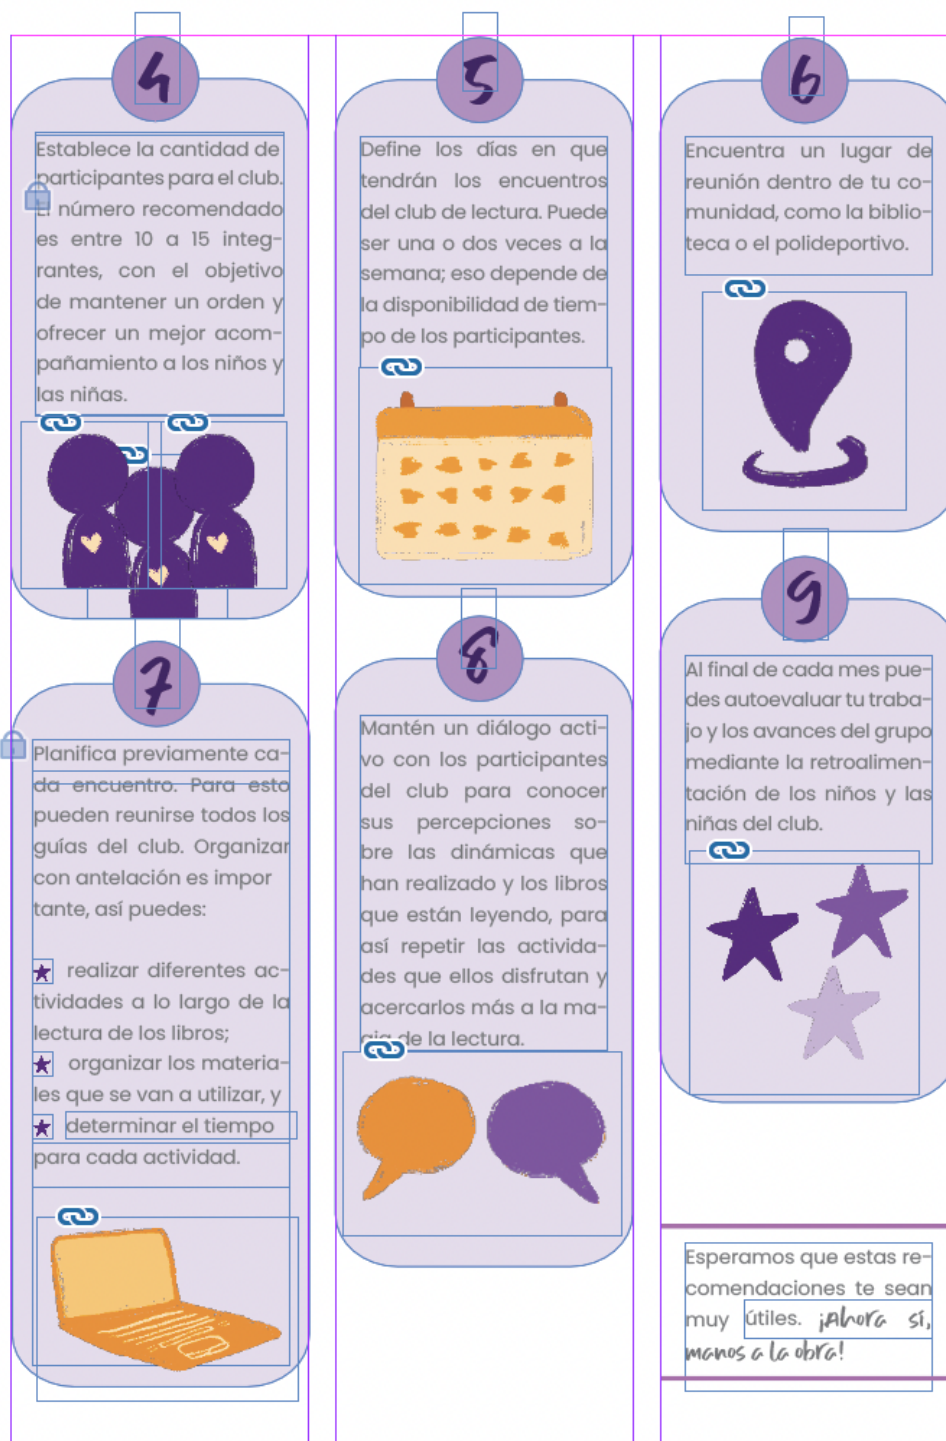 4
Establece la cantidad de
participantes para el club.
El número recomendado
es entre 10 a 15 integ-
rantes, con el objetivo
de mantener un orden y
ofrecer un mejor acom-
pañamiento a los niños y
las niñas.
5
Define los días en que
tendrán los encuentros
del club de lectura. Puede
ser una o dos veces a la
semana; eso depende de
la disponibilidad de tiem-
po de los participantes.
6
Encuentra un lugar de
reunión dentro de tu co-
munidad, como la biblio-
teca o el polideportivo.
7
Planifica previamente ca-
da encuentro. Para esto
pueden reunirse todos los
guías del club. Organizar
con antelación es impor
tante, así puedes:
realizar diferentes ac-
tividades a lo largo de la
lectura de los libros;
organizar los materia-
les que se van a utilizar, y
determinar el tiempo
para cada actividad.
8
Mantén un diálogo acti-
vo con los participantes
del club para conocer
sus percepciones so-
bre las dinámicas que
han realizado y los libros
que están leyendo, para
así repetir las activida-
des que ellos disfrutan y
acercarlos más a la ma-
gia de la lectura.
9
Al final de cada mes pue-
des autoevaluar tu traba-
jo y los avances del grupo
mediante la retroalimen-
tación de los niños y las
niñas del club.
Esperamos que estas re-
comendaciones te sean
muy útiles. ¡Ahora sí,
manos a la obra!